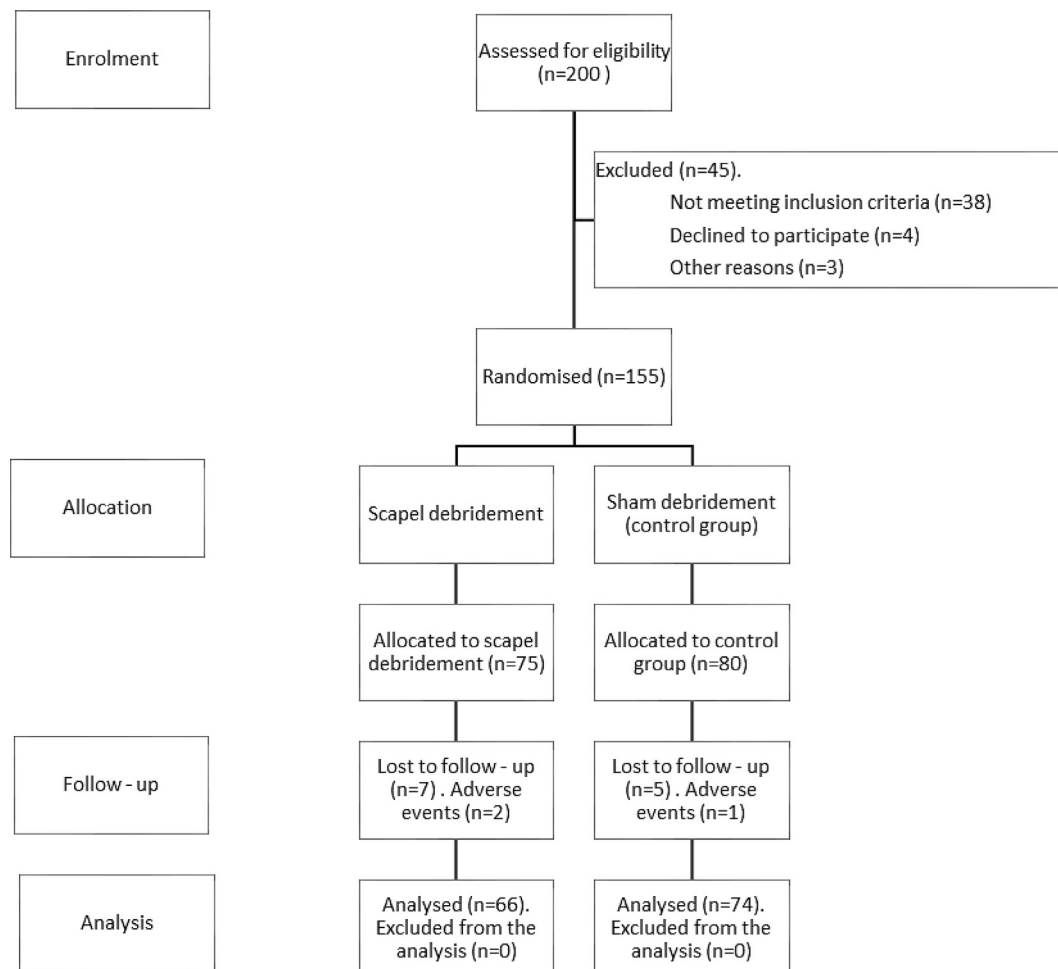 Enrolment
Assessed for eligibility
(n=200 )
Excluded (n=45).
Not meeting inclusion criteria (n=38)
Declined to participate (n=4)
Other reasons (n=3)
Randomised (n=155)
Allocation
Scapel debridement
Sham debridement
(control group)
Allocated to scapel
debridement (n=75)
Allocated to control
group (n=80)
Follow - up
Lost to follow - up
(n=7) . Adverse
events (n=2)
Lost to follow - up
(n=5) . Adverse
events (n=1)
Analysis
Analysed (n=66).
Excluded from the
analysis (n=0)
Analysed (n=74).
Excluded from the
analysis (n=0)